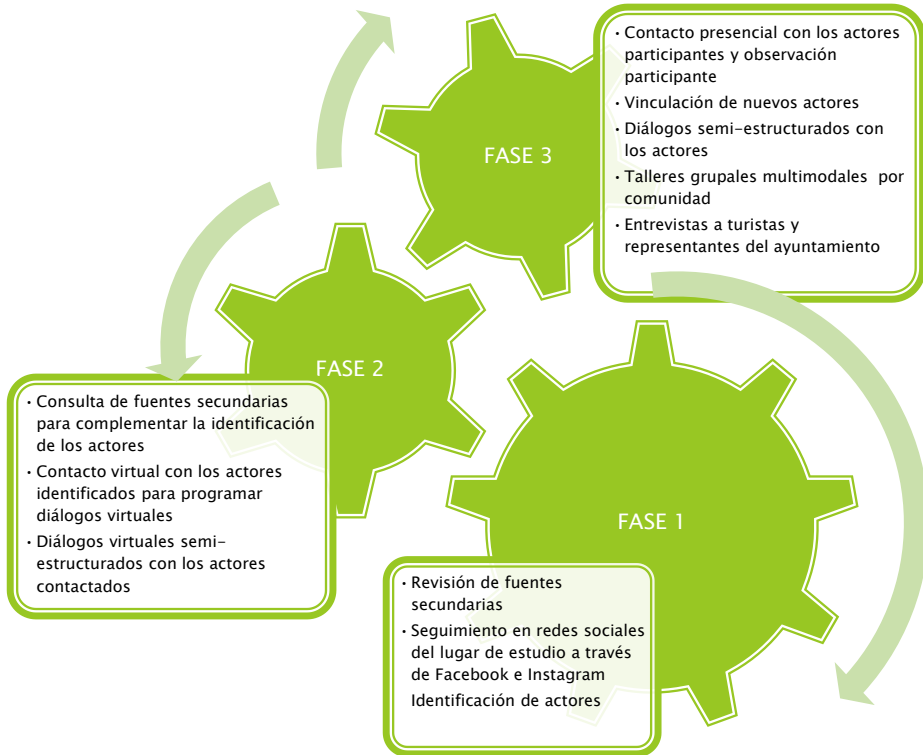 • Contacto presencial con los actores
participantes y observación
participante
• Vinculación de nuevos actores
• Diálogos semi-estructurados con
los actores
• Talleres grupales multimodales por
comunidad
• Entrevistas a turistas y
representantes del ayuntamiento
FASE 3
FASE 2
• Consulta de fuentes secundarias
para complementar la identificación
de los actores
• Contacto virtual con los actores
identificados para programar
diálogos virtuales
• Diálogos virtuales semi-
estructurados con los actores
contactados
FASE 1
• Revisión de fuentes
secundarias
• Seguimiento en redes sociales
del lugar de estudio a través
de Facebook e Instagram
Identificación de actores